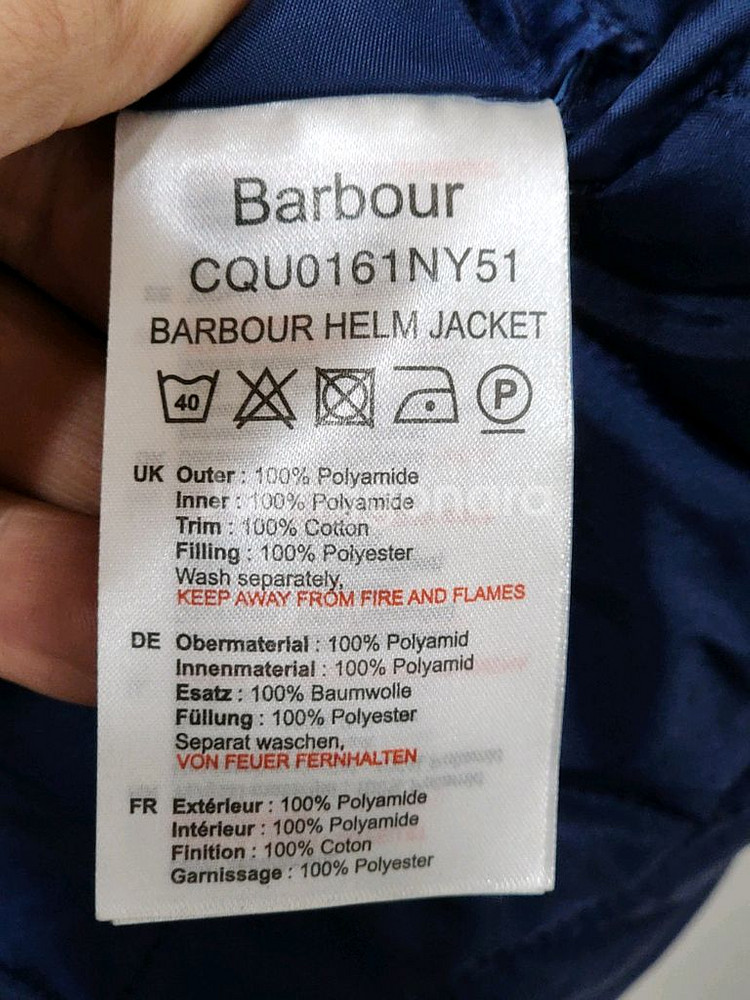 Barbour
CQU0161NY51
BARBOUR HELM JACKET
40 P
UK Outer : 100% Polyamide
Inner : 100% Polyamide
Trim : 100% Cotton
Filling : 100% Polyester
Wash separately,
KEEP AWAY FROM FIRE AND FLAMES
DE Obermaterial : 100% Polyamid
Innenmaterial : 100% Polyamid
Esatz : 100% Baumwolle
Füllung : 100% Polyester
Separat waschen,
VON FEUER FERNHALTEN
FR Extérieur : 100% Polyamide
Intérieur : 100% Polyamide
Finition : 100% Coton
Garnissage : 100% Polyester